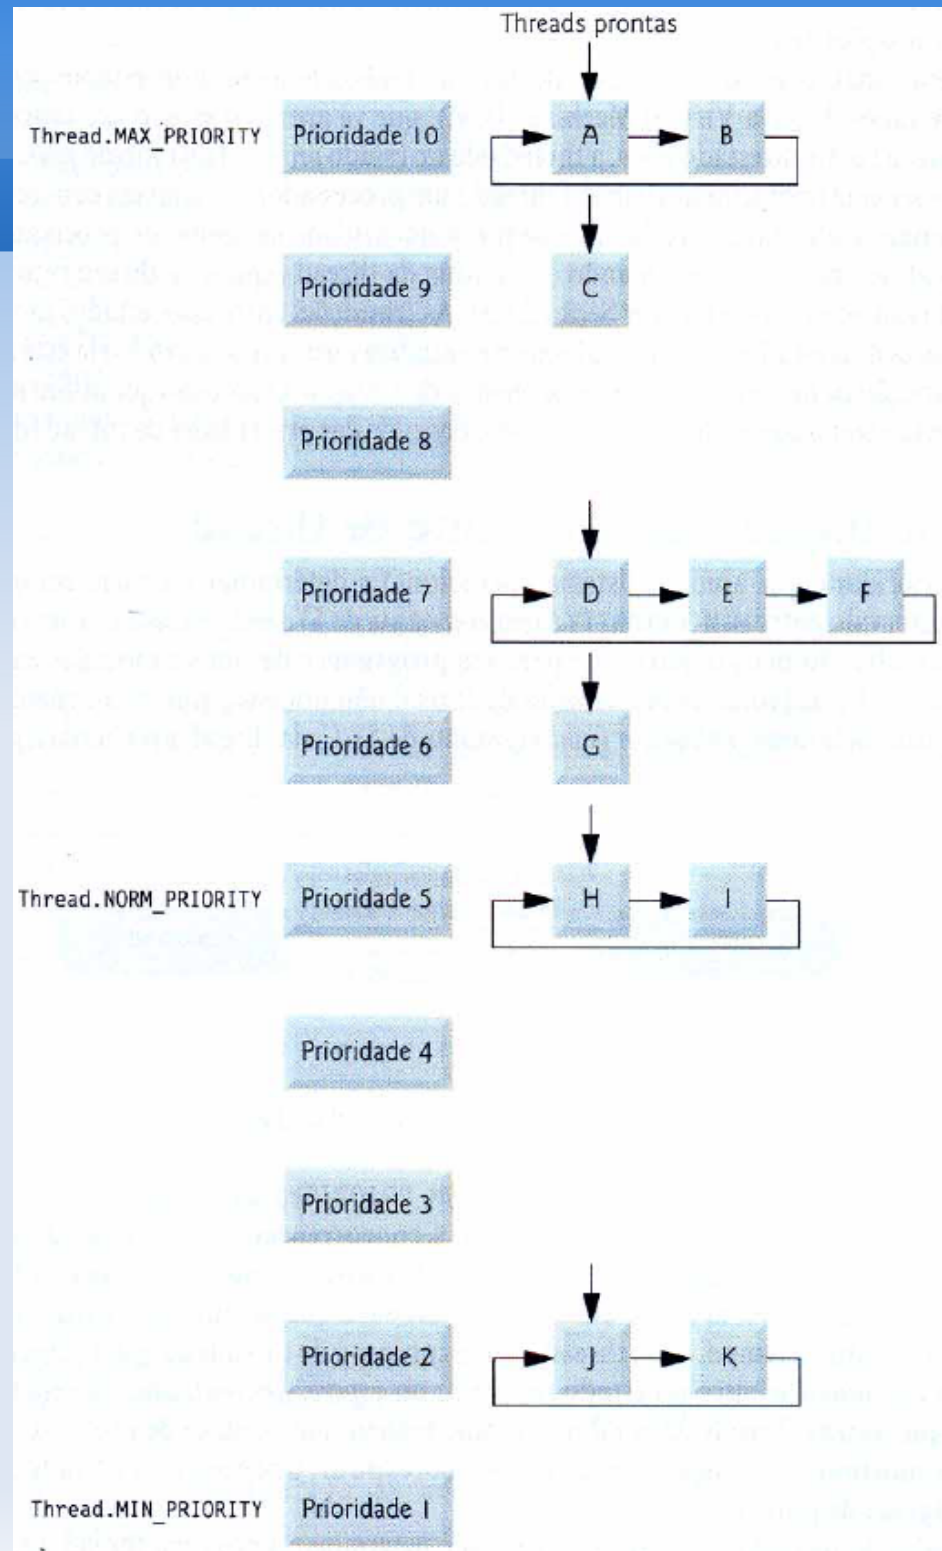 Threads prontas
Thread.MAX_PRIORITY Prioridade 10 A B
Prioridade 9 C
Prioridade 8
Prioridade 7 D E F
Prioridade 6 G
Thread.NORM_PRIORITY Prioridade 5 H I
Prioridade 4
Prioridade 3
Prioridade 2 J K
Thread.MIN_PRIORITY Prioridade 1